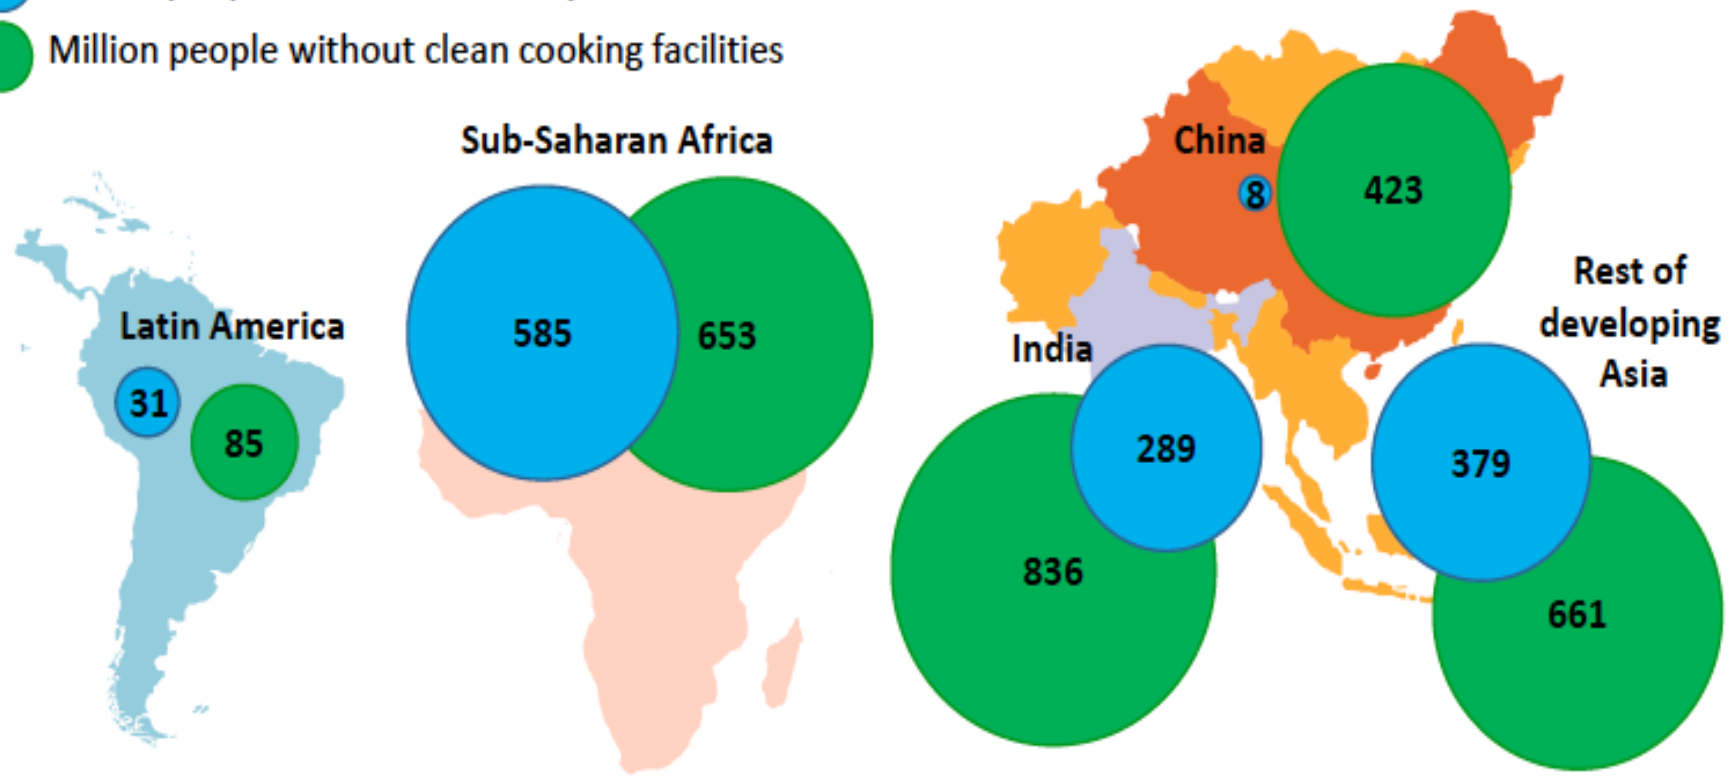 Million people without clean cooking facilities
Sub-Saharan Africa
585
653
Latin America
31
85
China
8
423
India
289
836
Rest of
developing
Asia
379
661